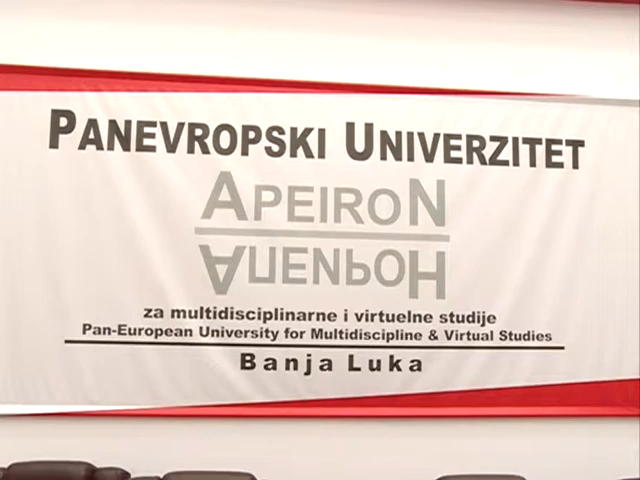 PANEVROPSKI UNIVERZITET
APEIRON
АПЕИРОН
za multidisciplinarne i virtuelne studije
Pan-European University for Multidiscipline & Virtual Studies
Banja Luka